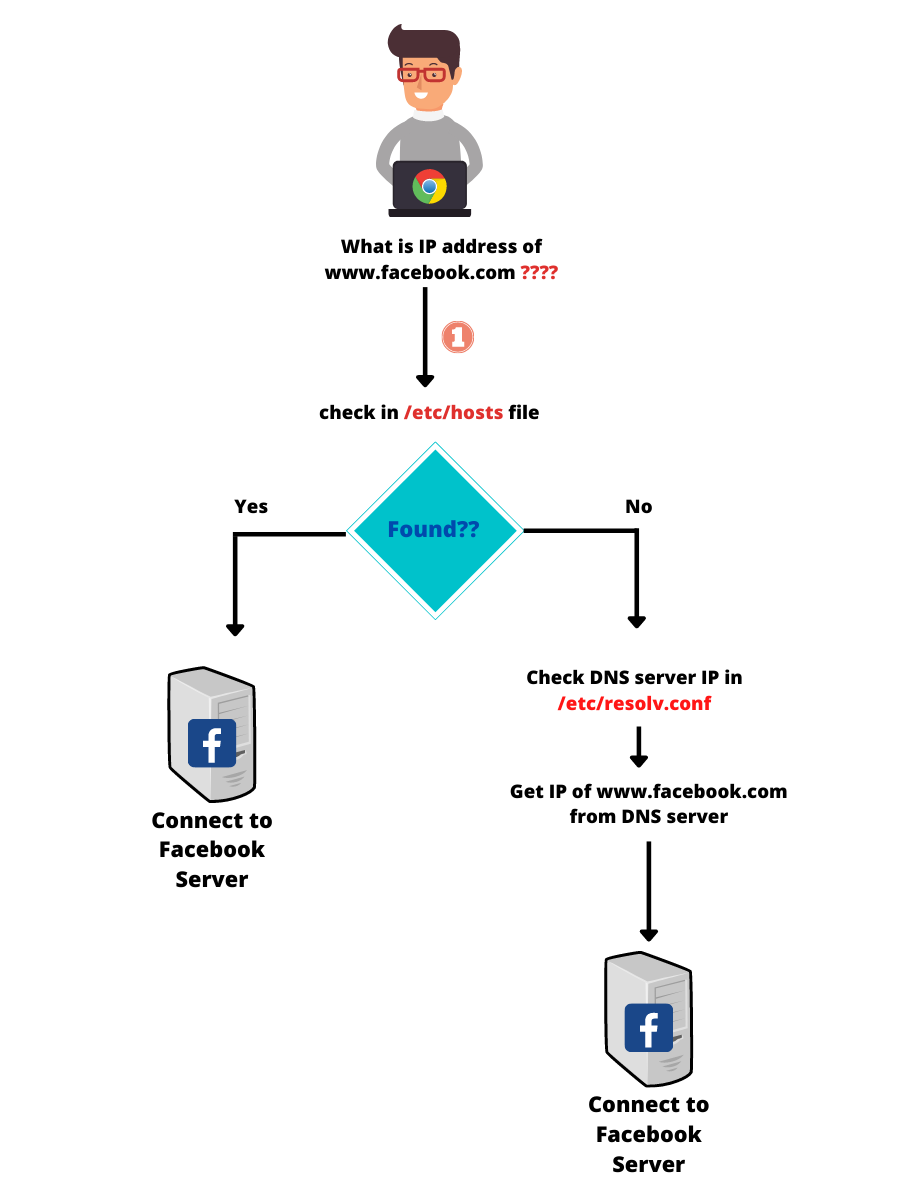 What is IP address of
www.facebook.com ????
1
check in /etc/hosts file
Yes
No
Found??
Check DNS server IP in
/etc/resolv.conf
Get IP of www.facebook.com
from DNS server
f
Connect to
Facebook
Server
f
Connect to
Facebook
Server